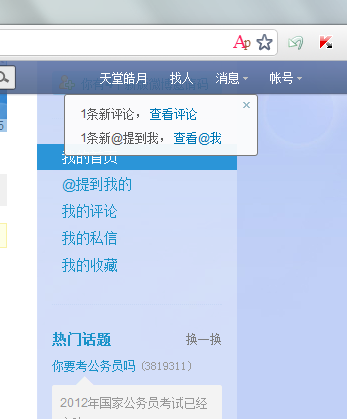 天堂皓月 找人 消息 帐号
1条新评论，查看评论
1条新@提到我，查看@我
我的首页
@提到我的
我的评论
我的私信
我的收藏
热门话题 换一换
你要考公务员吗 (3819311)
2012年国家公务员考试已经